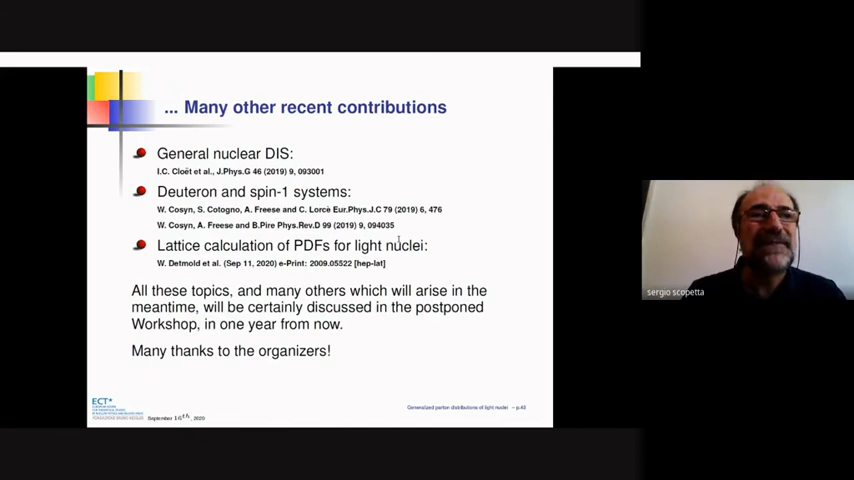 ... Many other recent contributions
General nuclear DIS:
I.C. Cloët et al., J.Phys.G 46 (2019) 9, 093001
Deuteron and spin-1 systems:
W. Cosyn, S. Cotogno, A. Freese and C. Lorcè Eur.Phys.J.C 79 (2019) 6, 476
W. Cosyn, A. Freese and B.Pire Phys.Rev.D 99 (2019) 9, 094035
Lattice calculation of PDFs for light nuclei:
W. Detmold et al. (Sep 11, 2020) e-Print: 2009.05522 [hep-lat]
All these topics, and many others which will arise in the
meantime, will be certainly discussed in the postponed
Workshop, in one year from now.
Many thanks to the organizers!
sergio scopetta
ECT*
September 16th, 2020
Generalized parton distributions of light nuclei – p.40